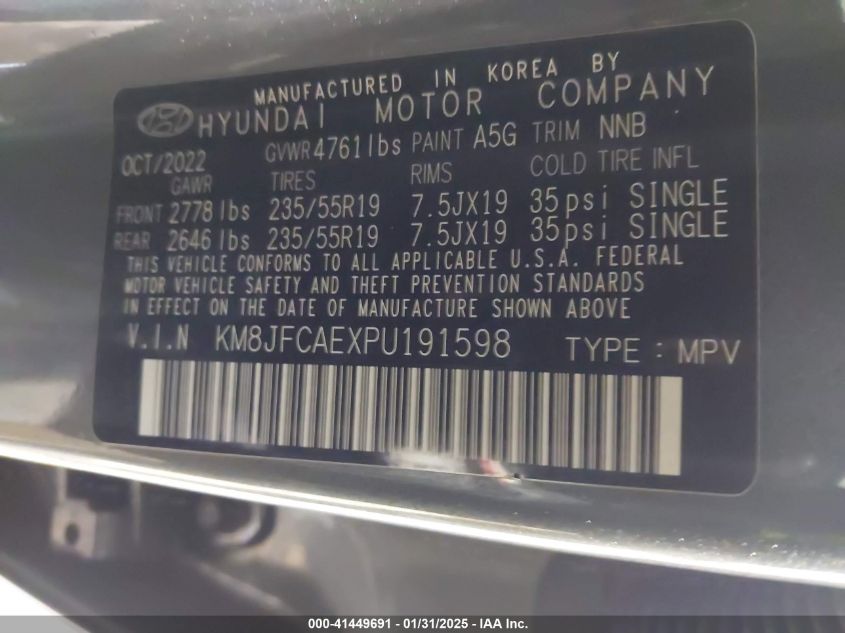 MANUFACTURED IN KOREA BY
HYUNDAI MOTOR COMPANY
OCT/2022 GVWR 4761 lbs PAINT A5G TRIM NNB
GAWR TIRES RIMS COLD TIRE INFL
FRONT 2778 lbs 235/55R19 7.5JX19 35psi SINGLE
REAR 2646 lbs 235/55R19 7.5JX19 35psi SINGLE
THIS VEHICLE CONFORMS TO ALL APPLICABLE U.S.A. FEDERAL
MOTOR VEHICLE SAFETY AND THEFT PREVENTION STANDARDS
IN EFFECT ON THE DATE OF MANUFACTURE SHOWN ABOVE
V.I.N KM8JFCAEXPU191598 TYPE : MPV
000-41449691 - 01/31/2025 - IAA Inc.